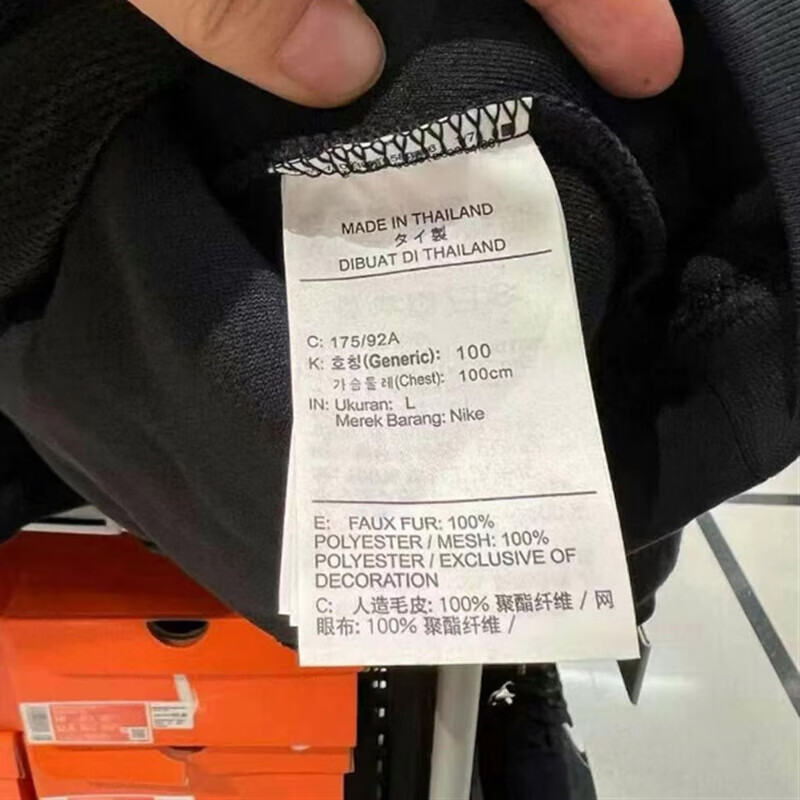 MADE IN THAILAND
タイ製
DIBUAT DI THAILAND
C: 175/92A
K: 호칭(Generic): 100
가슴둘레(Chest): 100cm
IN: Ukuran: L
Merek Barang: Nike
E: FAUX FUR: 100%
POLYESTER / MESH: 100%
POLYESTER / EXCLUSIVE OF
DECORATION
C: 人造毛皮: 100% 聚酯纤维 / 网
眼布: 100% 聚酯纤维 /